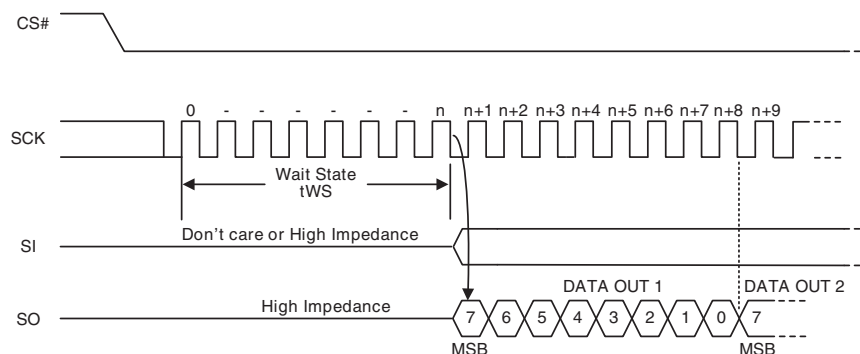 CS#
0 - - - - - - n n+1 n+2 n+3 n+4 n+5 n+6 n+7 n+8 n+9
SCK
Wait State
tWS
Don't care or High Impedance
SI
DATA OUT 1 DATA OUT 2
High Impedance
SO
7 6 5 4 3 2 1 0 7
MSB MSB